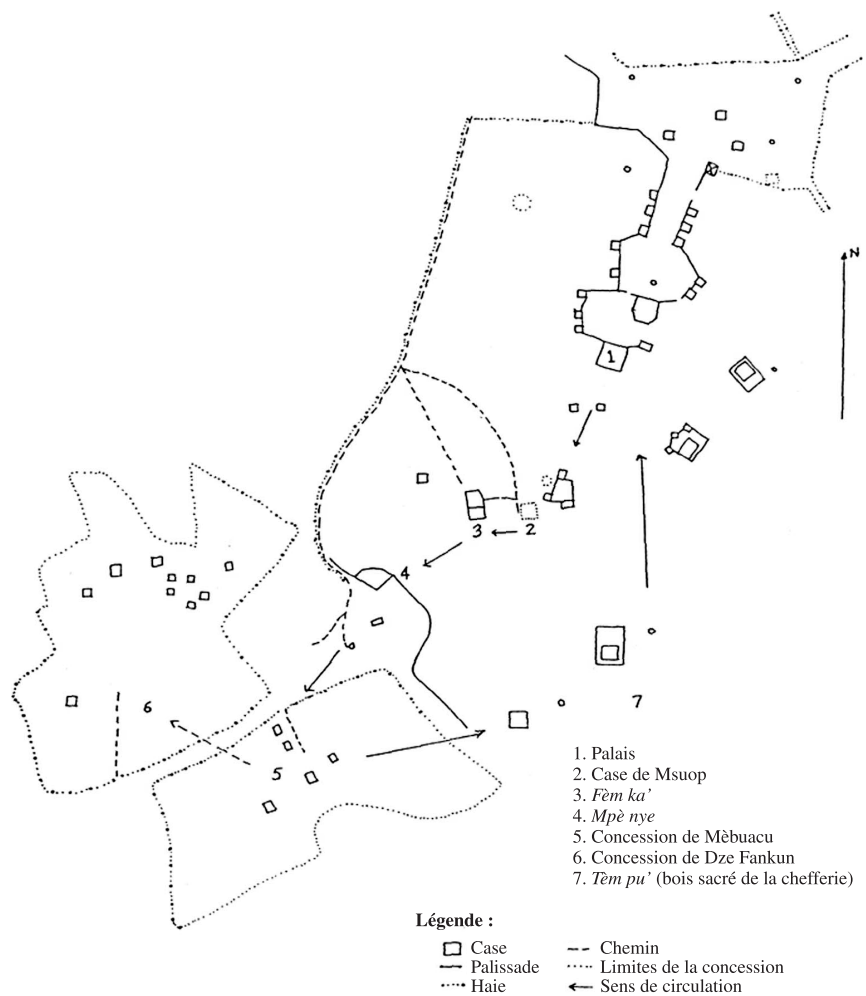 N
1
3
2
4
6
7
5
1. Palais
2. Case de Msuop
3. Fèm ka’
4. Mpè nye
5. Concession de Mèbuacu
6. Concession de Dze Fankun
7. Tèm pu’ (bois sacré de la chefferie)
Légende :
Case
Chemin
Palissade
Limites de la concession
Haie
Sens de circulation